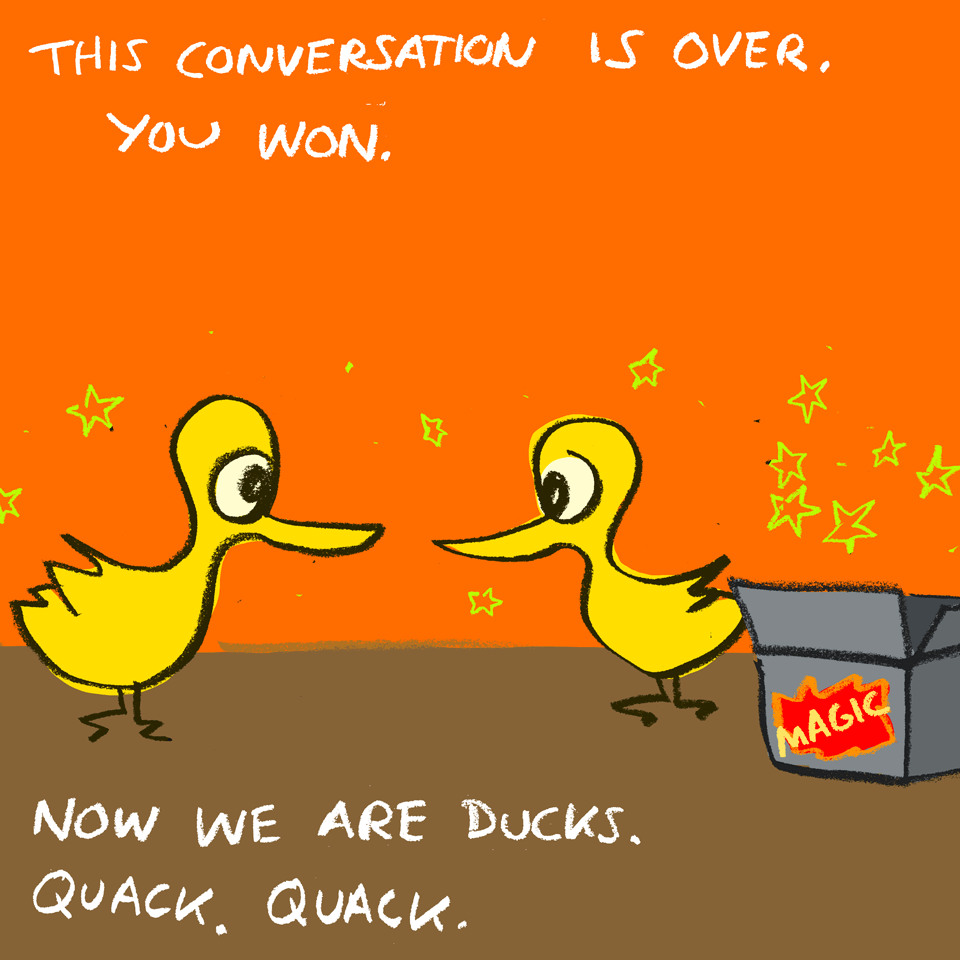 THIS CONVERSATION IS OVER.
YOU WON.
MAGIC
NOW WE ARE DUCKS.
QUACK. QUACK.